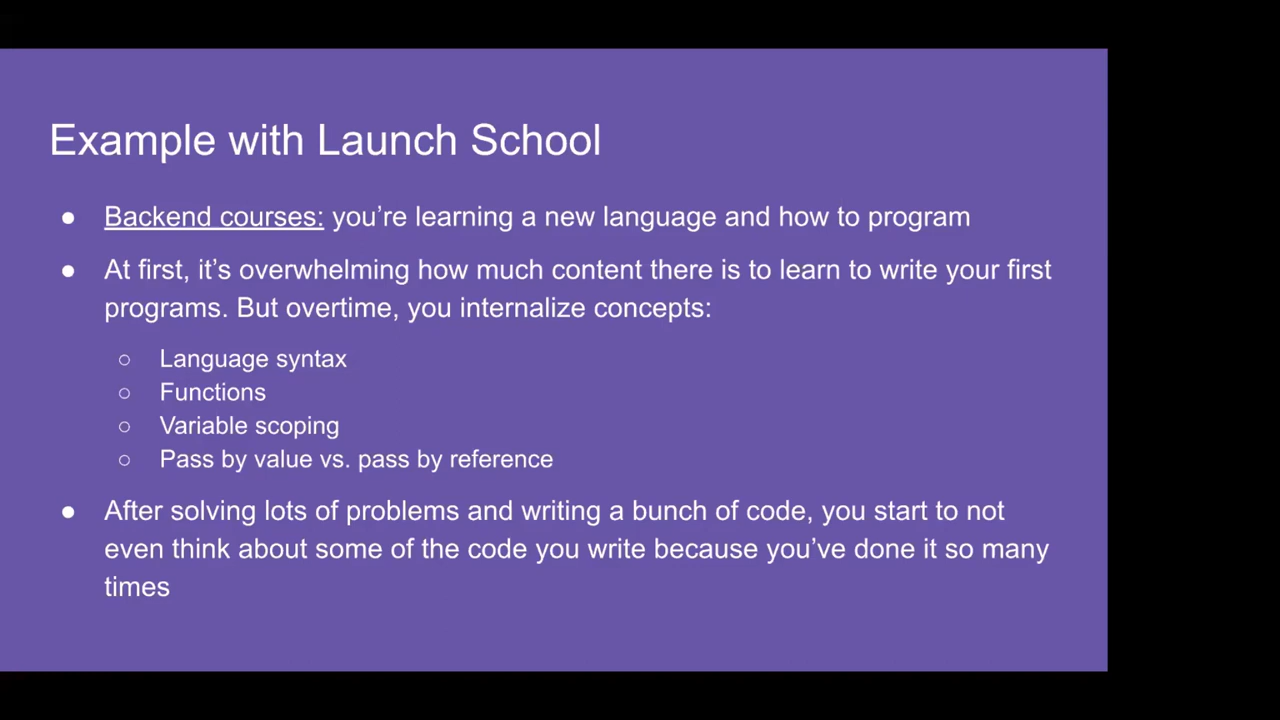 Example with Launch School
● Backend courses: you’re learning a new language and how to program
● At first, it’s overwhelming how much content there is to learn to write your first
programs. But overtime, you internalize concepts:
○ Language syntax
○ Functions
○ Variable scoping
○ Pass by value vs. pass by reference
● After solving lots of problems and writing a bunch of code, you start to not
even think about some of the code you write because you’ve done it so many
times